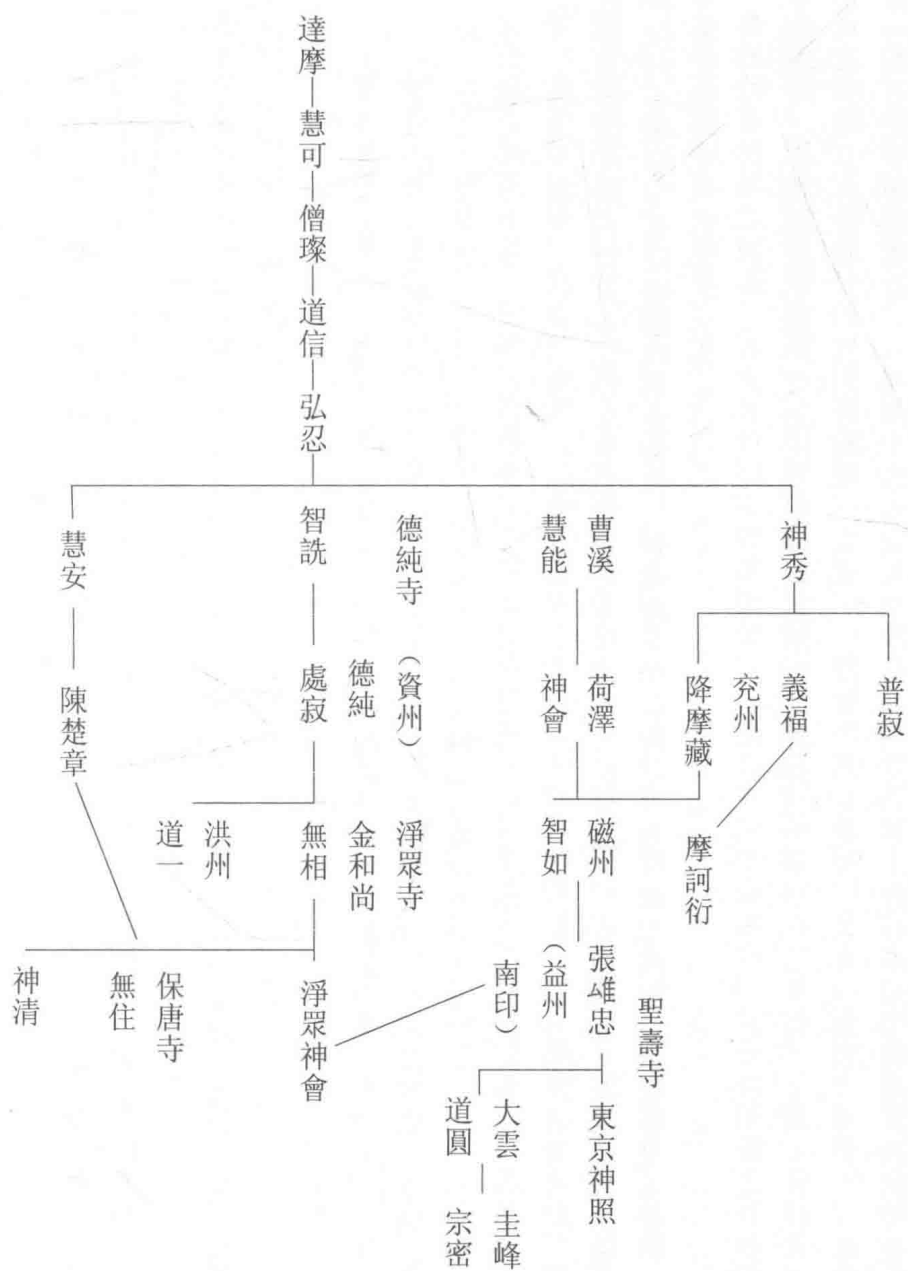 達摩
慧可
僧璨
道信
弘忍
神秀
曹溪
慧能
德純寺
智詵
慧安
普寂
義福
兖州
降摩藏
荷澤
神會
(資州)
德純
處寂
陳楚章
摩訶衍
磁州
智如
淨眾寺
金和尚
無相
洪州
道一
聖壽寺
張雄忠
(益州
南印)
淨眾神會
保唐寺
無住
神清
東京神照
大雲
道圓
圭峰
宗密